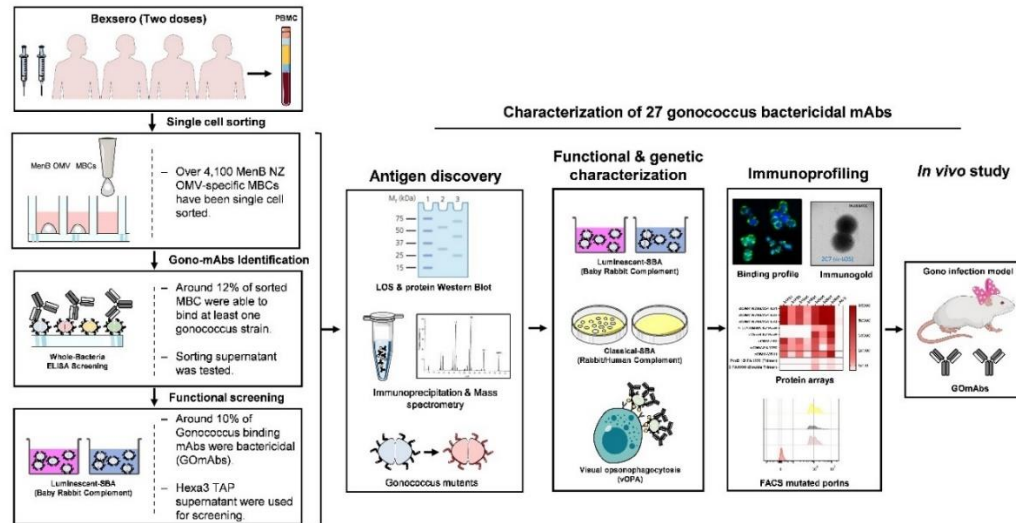 Bexsero (Two doses)
PBMC
Single cell sorting
MenB OMV MBCs
– Over 4,100 MenB NZ
OMV-specific MBCs
have been single cell
sorted.
Gono-mAbs Identification
– Around 12% of sorted
MBC were able to
bind at least one
gonococcus strain.
– Sorting supernatant
was tested.
Whole-Bacteria
ELISA Screening
Functional screening
– Around 10% of
Gonococcus binding
mAbs were bactericidal
(GOmAbs).
– Hexa3 TAP
supernatant were used
for screening.
Luminescent-SBA
(Baby Rabbit Complement)
Characterization of 27 gonococcus bactericidal mAbs
Antigen discovery
Mr (kDa) 1 2 3
75
50
37
25
15
LOS & protein Western Blot
Immunoprecipitation & Mass
spectrometry
Gonococcus mutants
Functional & genetic
characterization
Luminescent-SBA
(Baby Rabbit Complement)
Classical-SBA
(Rabbit/Human Complement)
Visual opsonophagocytosis
(vOPA)
Immunoprofiling
Binding profile
2C7 (α-LOS)
Immunogold
Protein arrays
FACS mutated porins
In vivo study
Gono infection model
GOmAbs